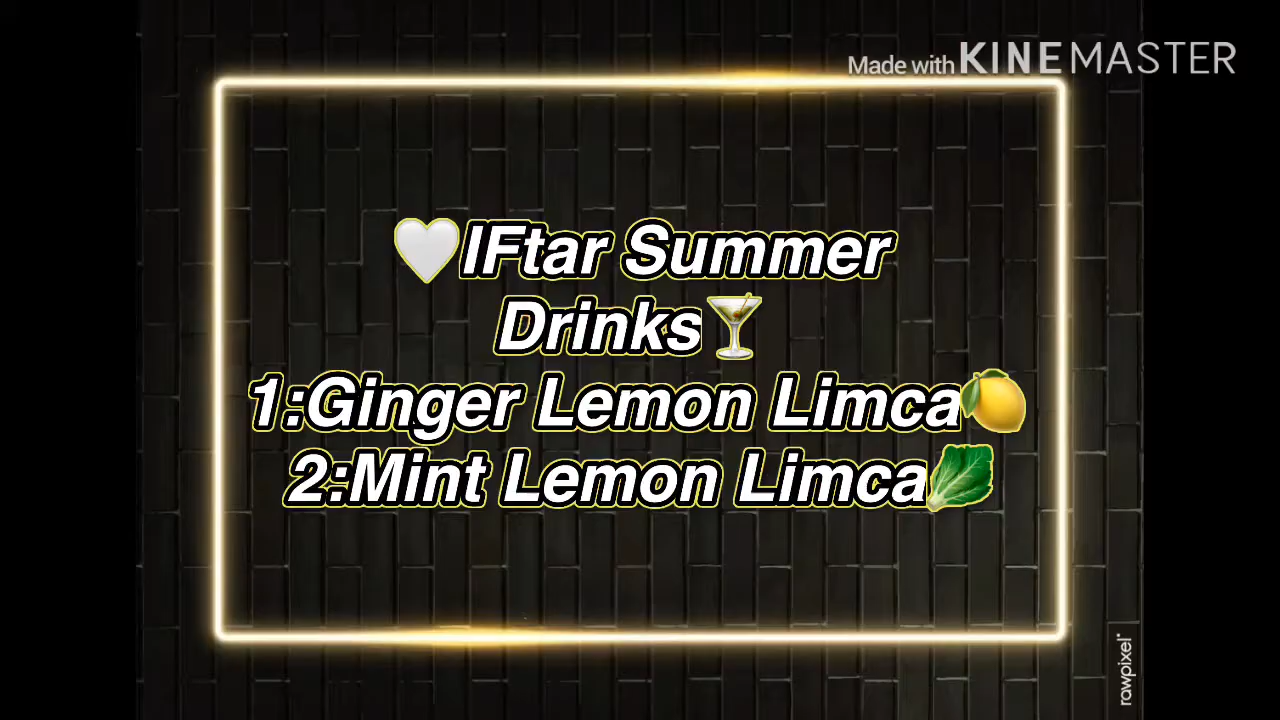 Made with KINEMASTER
🤍IFtar Summer
Drinks🍸
1:Ginger Lemon Limca🍋
2:Mint Lemon Limca🥬
rawpixel